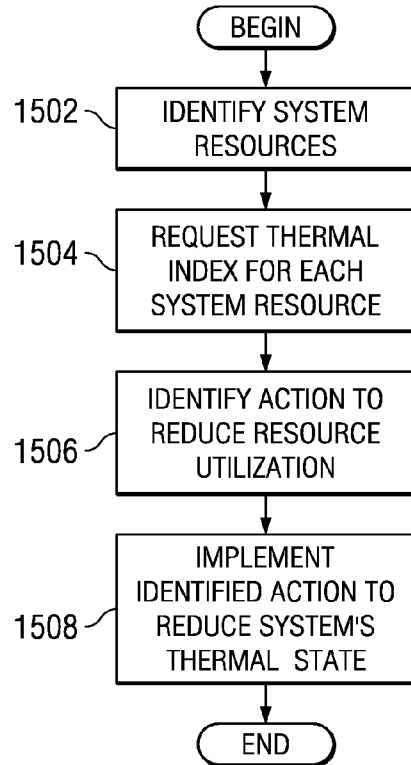 BEGIN
1502
IDENTIFY SYSTEM
RESOURCES
1504
REQUEST THERMAL
INDEX FOR EACH
SYSTEM RESOURCE
1506
IDENTIFY ACTION TO
REDUCE RESOURCE
UTILIZATION
1508
IMPLEMENT
IDENTIFIED ACTION TO
REDUCE SYSTEM'S
THERMAL STATE
END